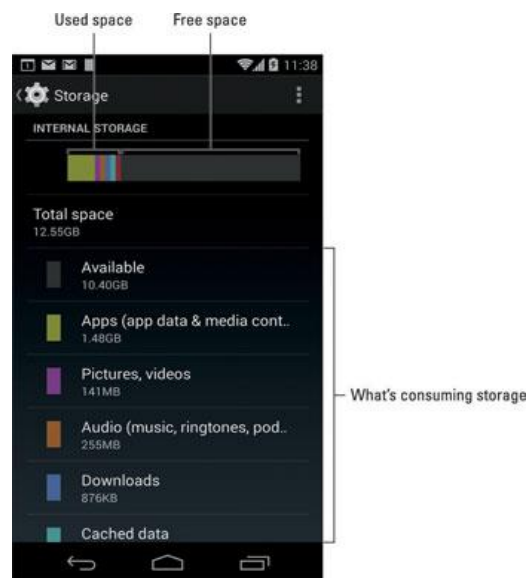 Used space Free space
11:38
Storage
INTERNAL STORAGE
Total space
12.55GB
Available
10.40GB
Apps (app data & media cont..
1.48GB
Pictures, videos
141MB
What's consuming storage
Audio (music, ringtones, pod..
255MB
Downloads
876KB
Cached data